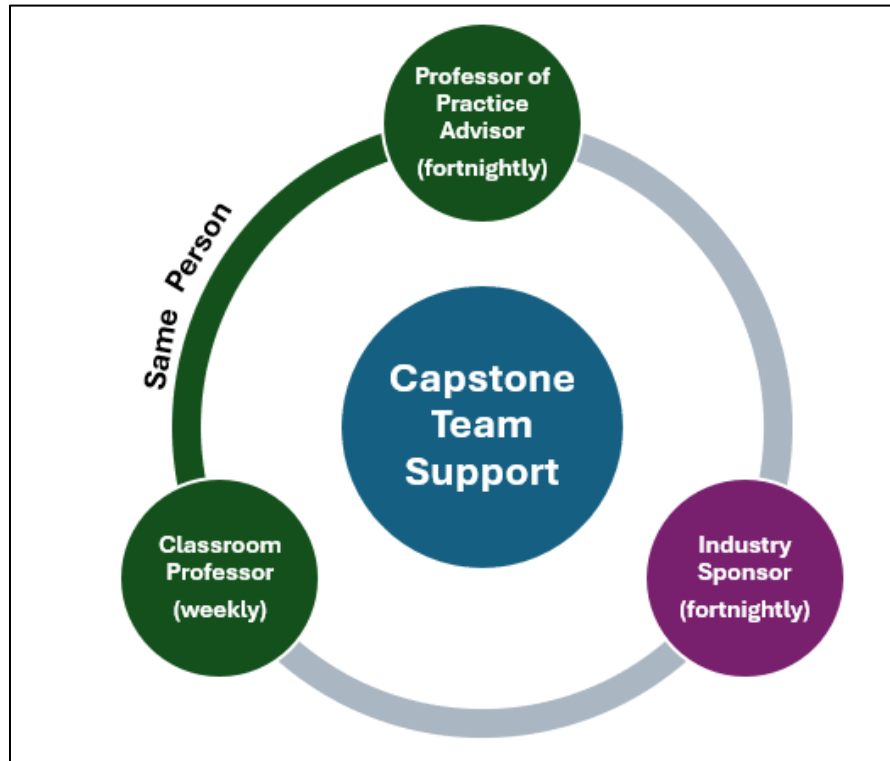 Professor of
Practice
Advisor
(fortnightly)
Same Person
Capstone
Team
Support
Classroom
Professor
(weekly)
Industry
Sponsor
(fortnightly)